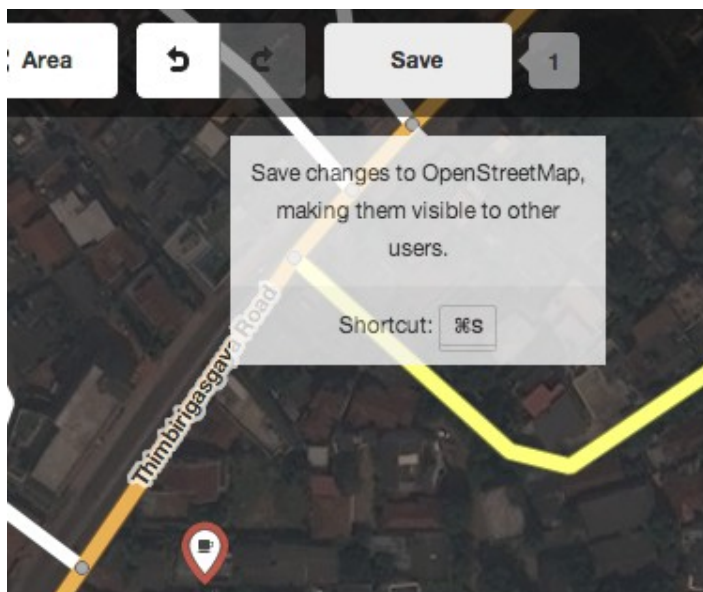 Area
Save
1
Save changes to OpenStreetMap,
making them visible to other
users.
Shortcut: ⌘S
Thimbirigasgaya Road